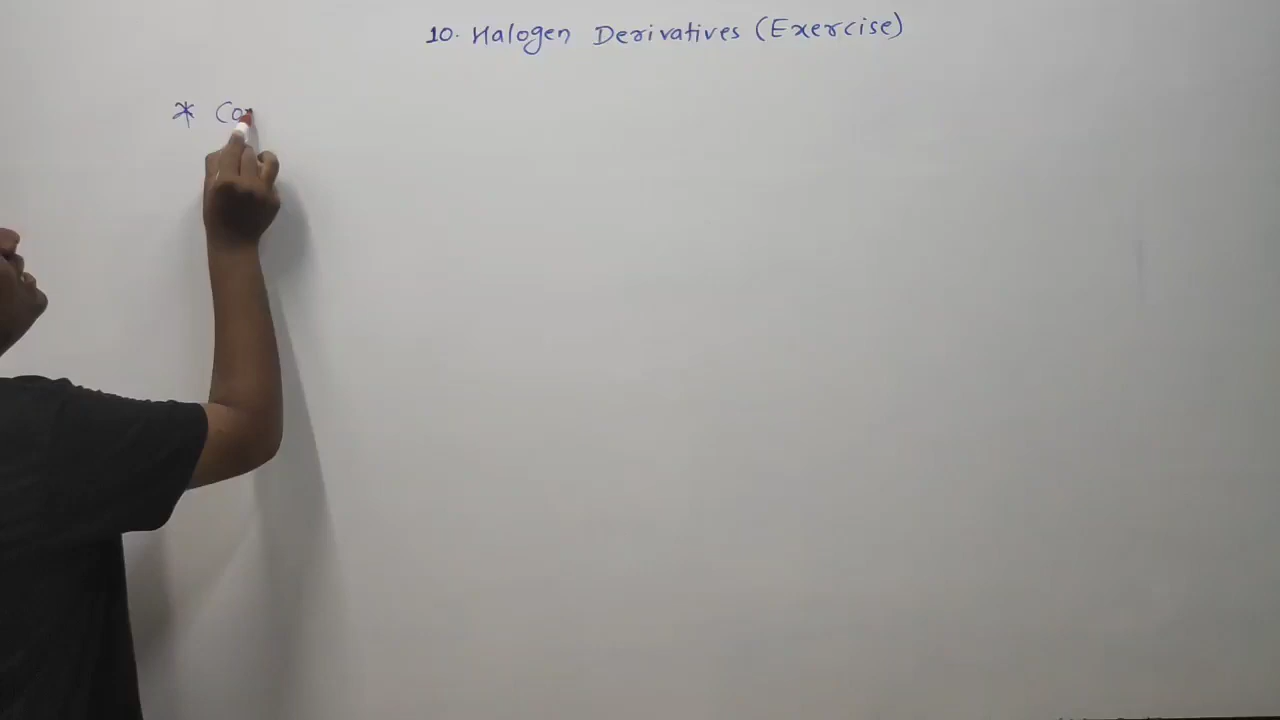 10. Halogen Derivatives (Exercise)
* Co